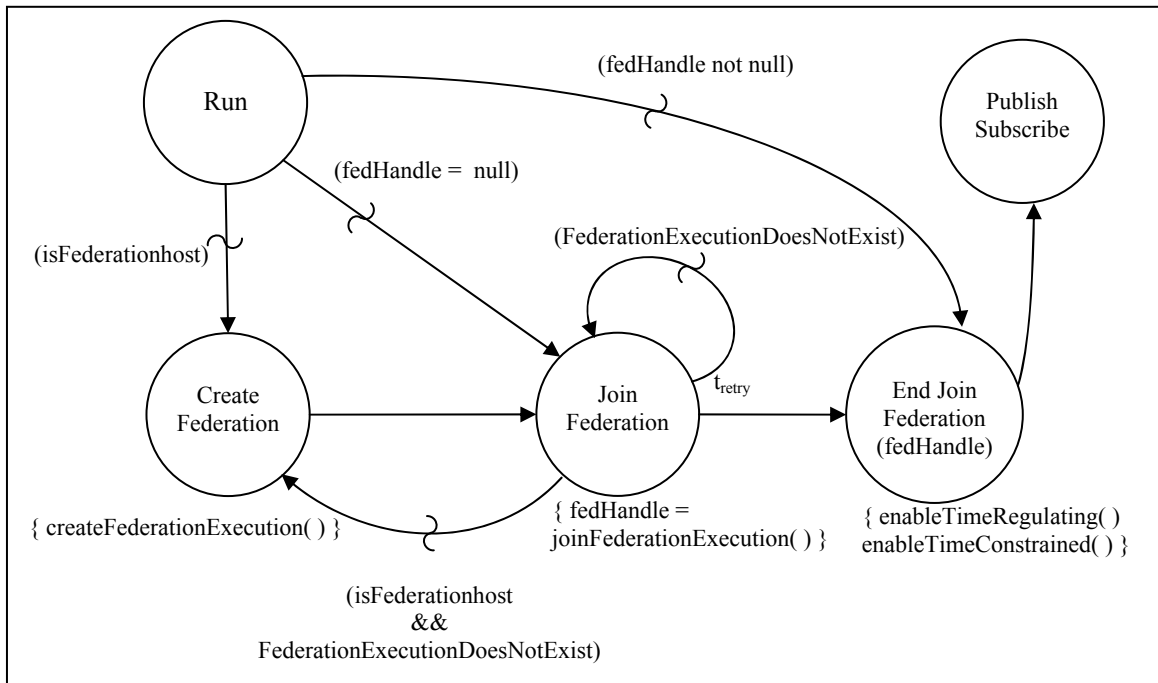 Run
(fedHandle not null)
Publish
Subscribe
(fedHandle =  null)
(FederationExecutionDoesNotExist)
(isFederationhost)
Create
Federation
Join
Federation
t_retry
End Join
Federation
(fedHandle)
{ createFederationExecution( ) }
{ fedHandle =
joinFederationExecution( ) }
{ enableTimeRegulating( )
enableTimeConstrained( ) }
(isFederationhost
&&
FederationExecutionDoesNotExist)